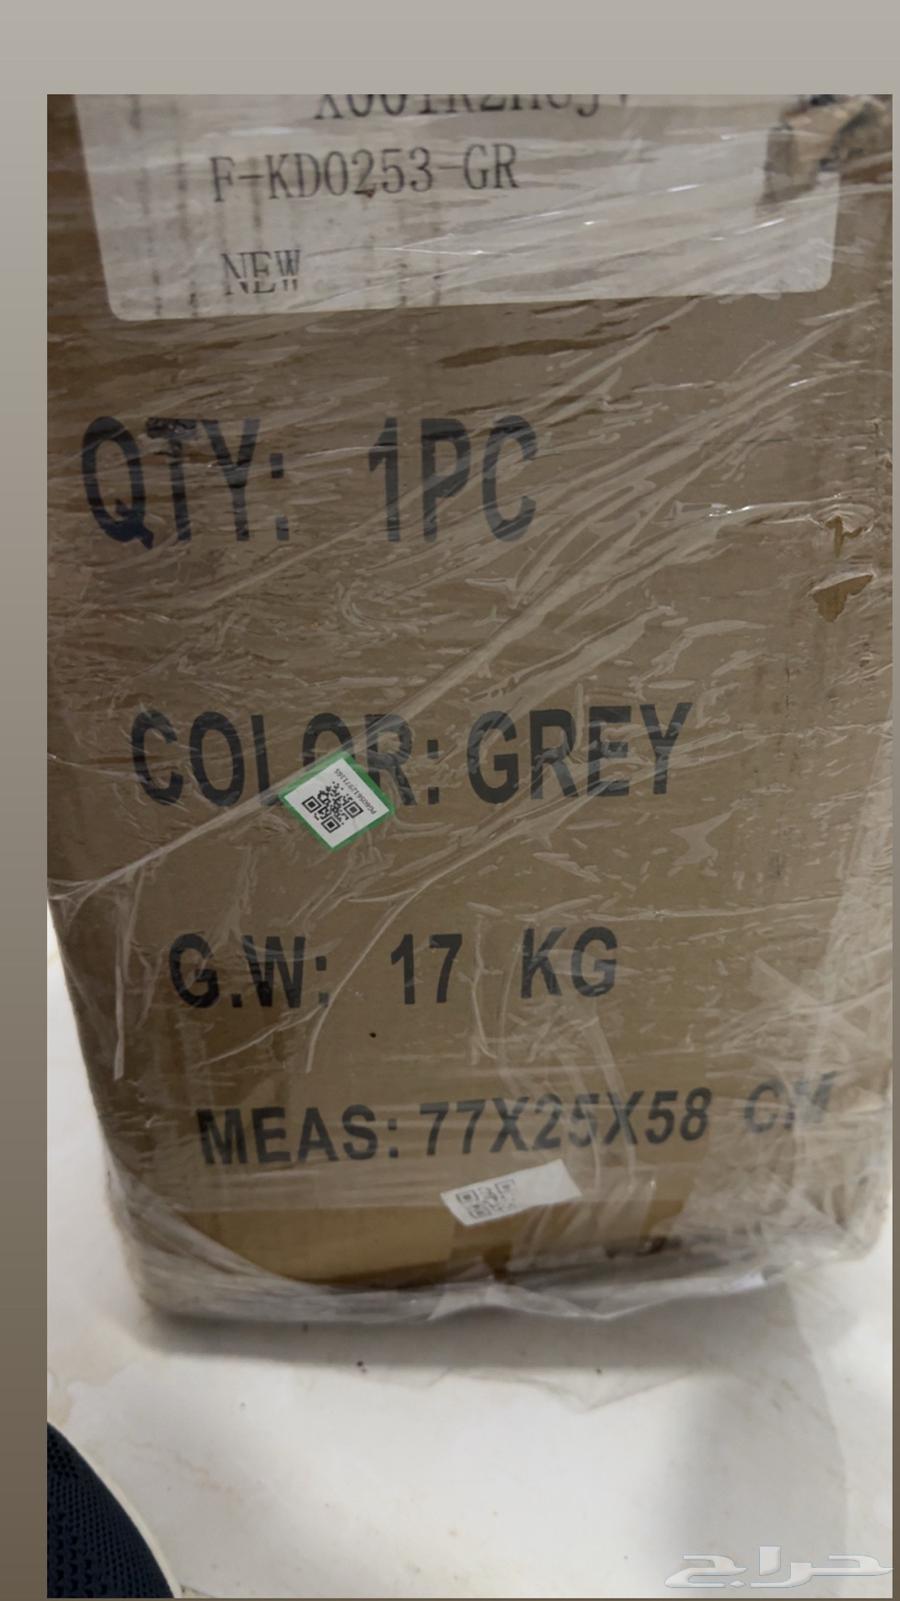 F-KD0253-GR
NEW
QTY: 1PC
COLOR: GREY
G.W: 17 KG
MEAS: 77X25X58 CM
حراج